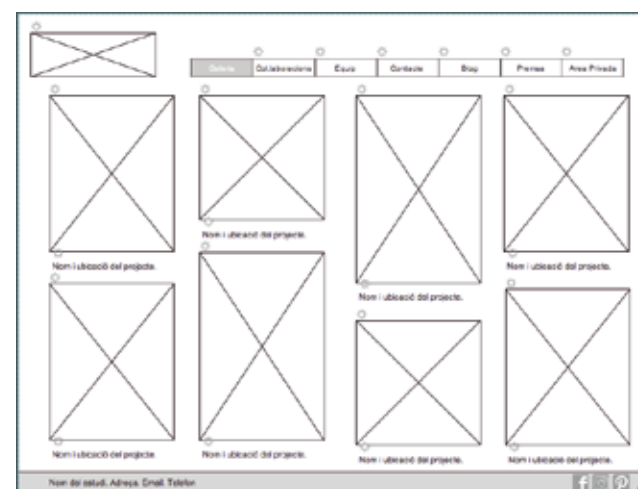 Galeria
Col.laboracions
Equip
Contacte
Blog
Premsa
Area Privada
Nom i ubicació del projecte.
Nom i ubicació del projecte.
Nom i ubicació del projecte.
Nom i ubicació del projecte.
Nom i ubicació del projecte.
Nom i ubicació del projecte.
Nom i ubicació del projecte.
Nom i ubicació del projecte.
Nom del estudi. Adreça. Email. Telefon